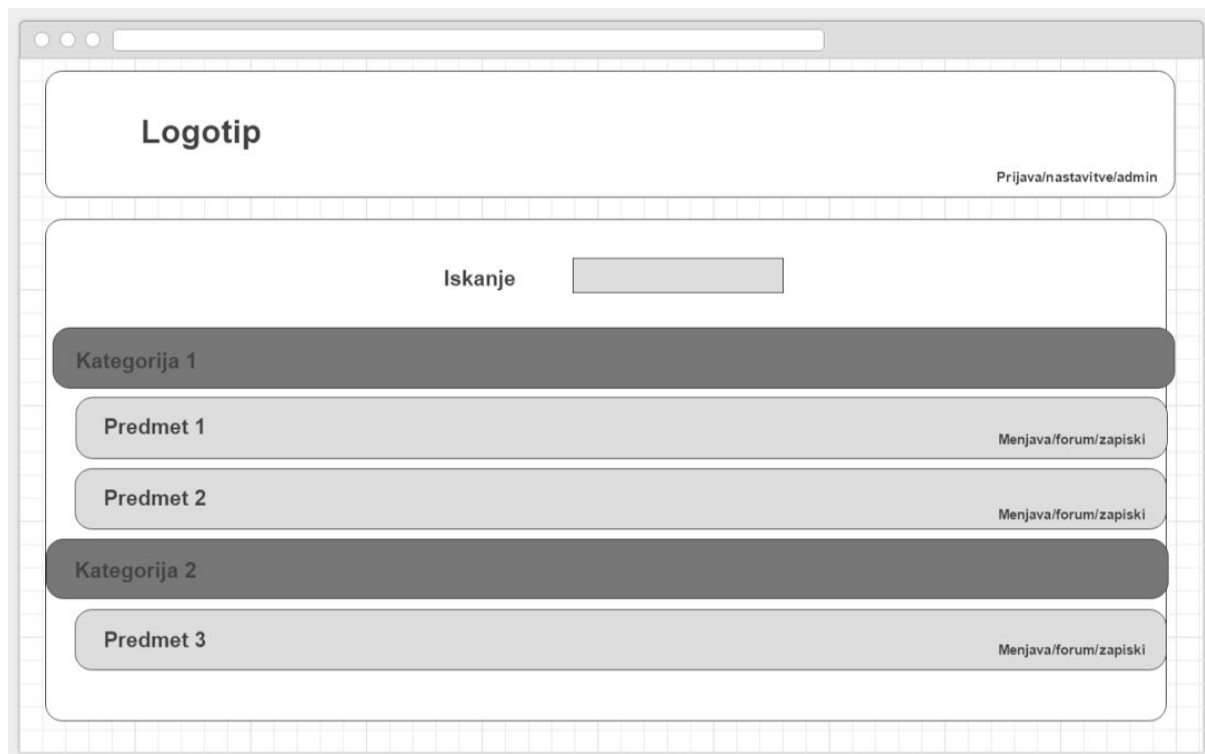 Logotip
Prijava/nastavitve/admin
Iskanje
Kategorija 1
Predmet 1
Menjava/forum/zapiski
Predmet 2
Menjava/forum/zapiski
Kategorija 2
Predmet 3
Menjava/forum/zapiski